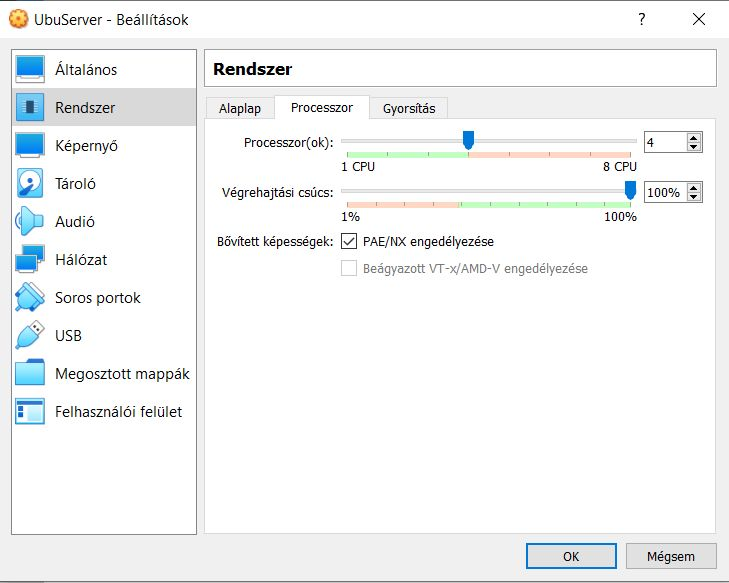 UbuServer - Beállítások
?
Általános
Rendszer
Képernyő
Tároló
Audió
Hálózat
Soros portok
USB
Megosztott mappák
Felhasználói felület
Rendszer
Alaplap Processzor Gyorsítás
Processzor(ok): 4
1 CPU 8 CPU
Végrehajtási csúcs: 100%
1% 100%
Bővített képességek: PAE/NX engedélyezése
Beágyazott VT-x/AMD-V engedélyezése
OK Mégsem